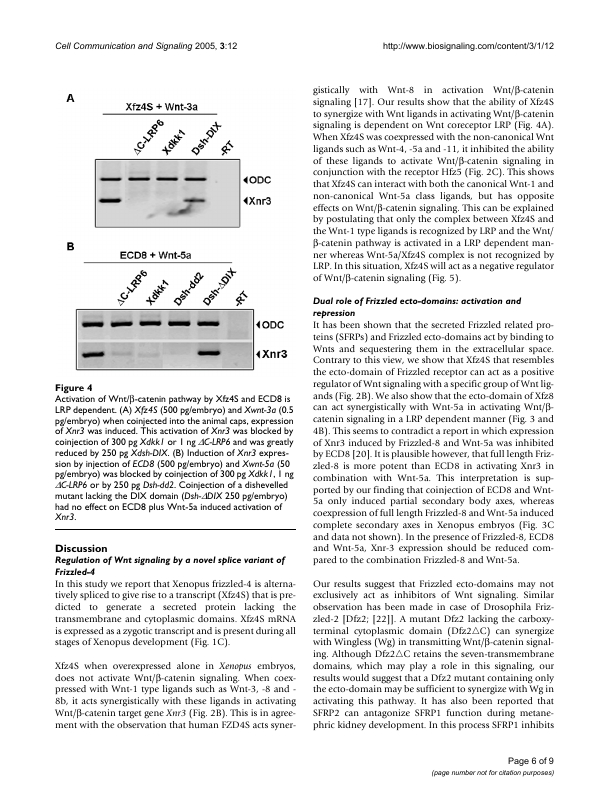 Cell Communication and Signaling 2005, 3:12
http://www.biosignaling.com/content/3/1/12
A
Xfz4S + Wnt-3a
ΔC-LRP6
Xdkk1
Dsh-DIX
-RT
ODC
Xnr3
B
ECD8 + Wnt-5a
ΔC-LRP6
Xdkk1
Dsh-dd2
Dsh-ΔDIX
-RT
ODC
Xnr3
Figure 4
Activation of Wnt/β-catenin pathway by Xfz4S and ECD8 is
LRP dependent. (A) Xfz4S (500 pg/embryo) and Xwnt-3a (0.5
pg/embryo) when coinjected into the animal caps, expression
of Xnr3 was induced. This activation of Xnr3 was blocked by
coinjection of 300 pg Xdkk1 or 1 ng ΔC-LRP6 and was greatly
reduced by 250 pg Xdsh-DIX. (B) Induction of Xnr3 expres-
sion by injection of ECD8 (500 pg/embryo) and Xwnt-5a (50
pg/embryo) was blocked by coinjection of 300 pg Xdkk1, 1 ng
ΔC-LRP6 or by 250 pg Dsh-dd2. Coinjection of a dishevelled
mutant lacking the DIX domain (Dsh-ΔDIX 250 pg/embryo)
had no effect on ECD8 plus Wnt-5a induced activation of
Xnr3.
Discussion
Regulation of Wnt signaling by a novel splice variant of
Frizzled-4
In this study we report that Xenopus frizzled-4 is alterna-
tively spliced to give rise to a transcript (Xfz4S) that is pre-
dicted to generate a secreted protein lacking the
transmembrane and cytoplasmic domains. Xfz4S mRNA
is expressed as a zygotic transcript and is present during all
stages of Xenopus development (Fig. 1C).
Xfz4S when overexpressed alone in Xenopus embryos,
does not activate Wnt/β-catenin signaling. When coex-
pressed with Wnt-1 type ligands such as Wnt-3, -8 and -
8b, it acts synergistically with these ligands in activating
Wnt/β-catenin target gene Xnr3 (Fig. 2B). This is in agree-
ment with the observation that human FZD4S acts syner-
gistically with Wnt-8 in activation Wnt/β-catenin
signaling [17]. Our results show that the ability of Xfz4S
to synergize with Wnt ligands in activating Wnt/β-catenin
signaling is dependent on Wnt coreceptor LRP (Fig. 4A).
When Xfz4S was coexpressed with the non-canonical Wnt
ligands such as Wnt-4, -5a and -11, it inhibited the ability
of these ligands to activate Wnt/β-catenin signaling in
conjunction with the receptor Hfz5 (Fig. 2C). This shows
that Xfz4S can interact with both the canonical Wnt-1 and
non-canonical Wnt-5a class ligands, but has opposite
effects on Wnt/β-catenin signaling. This can be explained
by postulating that only the complex between Xfz4S and
the Wnt-1 type ligands is recognized by LRP and the Wnt/
β-catenin pathway is activated in a LRP dependent man-
ner whereas Wnt-5a/Xfz4S complex is not recognized by
LRP. In this situation, Xfz4S will act as a negative regulator
of Wnt/β-catenin signaling (Fig. 5).
Dual role of Frizzled ecto-domains: activation and
repression
It has been shown that the secreted Frizzled related pro-
teins (SFRPs) and Frizzled ecto-domains act by binding to
Wnts and sequestering them in the extracellular space.
Contrary to this view, we show that Xfz4S that resembles
the ecto-domain of Frizzled receptor can act as a positive
regulator of Wnt signaling with a specific group of Wnt lig-
ands (Fig. 2B). We also show that the ecto-domain of Xfz8
can act synergistically with Wnt-5a in activating Wnt/β-
catenin signaling in a LRP dependent manner (Fig. 3 and
4B). This seems to contradict a report in which expression
of Xnr3 induced by Frizzled-8 and Wnt-5a was inhibited
by ECD8 [20]. It is plausible however, that full length Friz-
zled-8 is more potent than ECD8 in activating Xnr3 in
combination with Wnt-5a. This interpretation is sup-
ported by our finding that coinjection of ECD8 and Wnt-
5a only induced partial secondary body axes, whereas
coexpression of full length Frizzled-8 and Wnt-5a induced
complete secondary axes in Xenopus embryos (Fig. 3C
and data not shown). In the presence of Frizzled-8, ECD8
and Wnt-5a, Xnr-3 expression should be reduced com-
pared to the combination Frizzled-8 and Wnt-5a.
Our results suggest that Frizzled ecto-domains may not
exclusively act as inhibitors of Wnt signaling. Similar
observation has been made in case of Drosophila Friz-
zled-2 [Dfz2; [22]]. A mutant Dfz2 lacking the carboxy-
terminal cytoplasmic domain (Dfz2△C) can synergize
with Wingless (Wg) in transmitting Wnt/β-catenin signal-
ing. Although Dfz2△C retains the seven-transmembrane
domains, which may play a role in this signaling, our
results would suggest that a Dfz2 mutant containing only
the ecto-domain may be sufficient to synergize with Wg in
activating this pathway. It has also been reported that
SFRP2 can antagonize SFRP1 function during metane-
phric kidney development. In this process SFRP1 inhibits
Page 6 of 9
(page number not for citation purposes)